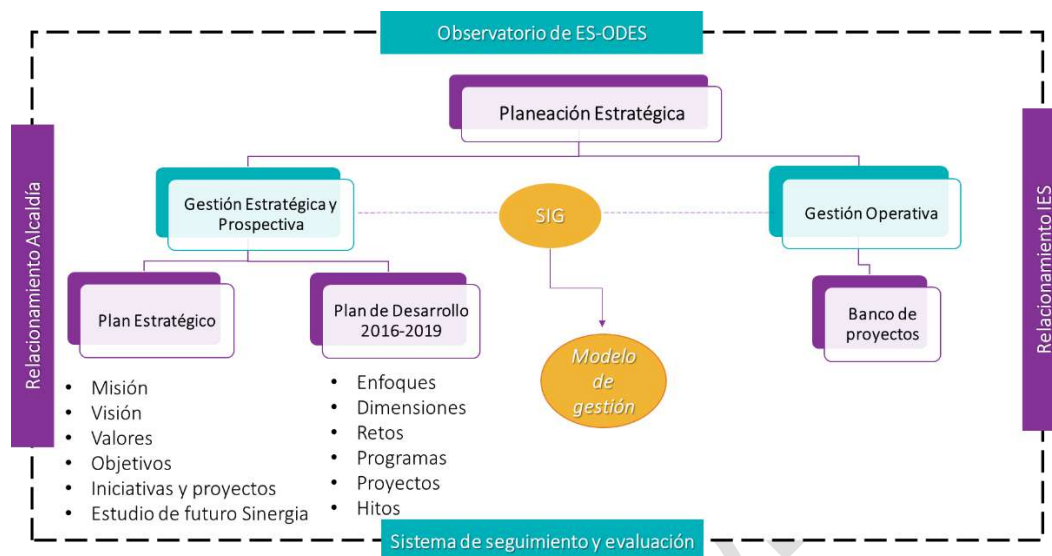 Observatorio de ES-ODES
Planeación Estratégica
Relacionamiento Alcaldía
Relacionamiento IES
Gestión Estratégica y
Prospectiva
SIG
Gestión Operativa
Plan Estratégico
Plan de Desarrollo
2016-2019
Banco de
proyectos
Modelo
de
gestión
• Misión
• Visión
• Valores
• Objetivos
• Iniciativas y proyectos
• Estudio de futuro Sinergia
• Enfoques
• Dimensiones
• Retos
• Programas
• Proyectos
• Hitos
Sistema de seguimiento y evaluación